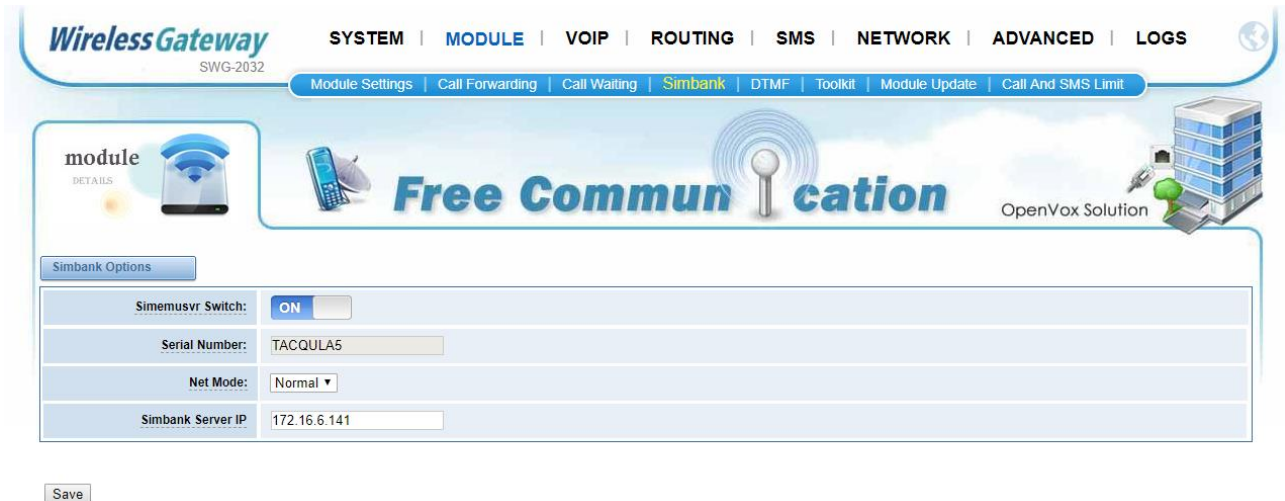 Wireless Gateway
SWG-2032
SYSTEM | MODULE | VOIP | ROUTING | SMS | NETWORK | ADVANCED | LOGS
Module Settings | Call Forwarding | Call Waiting | Simbank | DTMF | Toolkit | Module Update | Call And SMS Limit
module
DETAILS
Free Communication
OpenVox Solution
Simbank Options
Simemusvr Switch: ON
Serial Number: TACQULA5
Net Mode: Normal
Simbank Server IP 172.16.6.141
Save